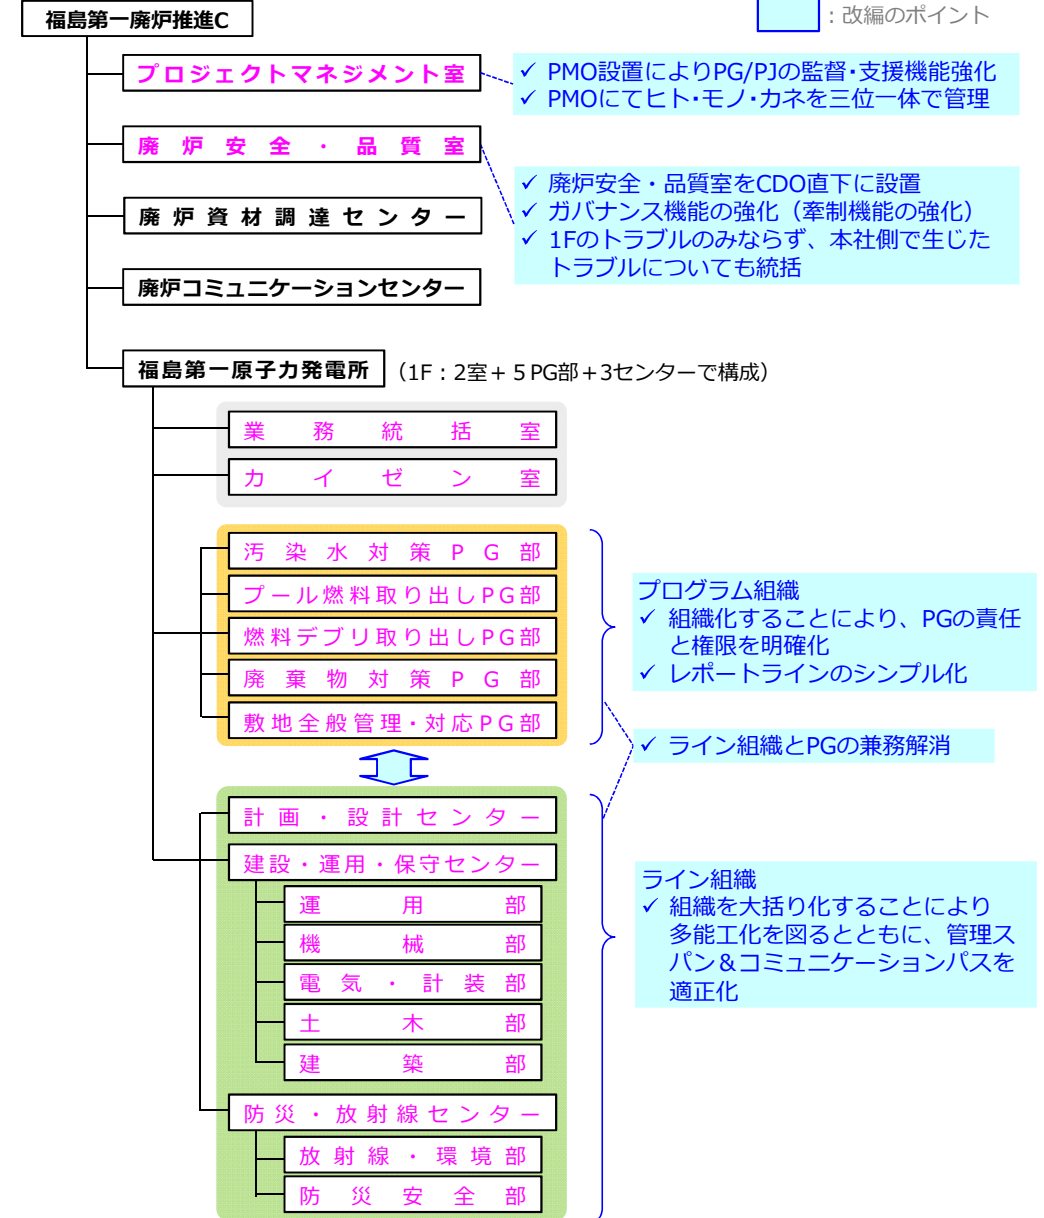 福島第一廃炉推進C
：改編のポイント
プロジェクトマネジメント室
✓ PMO設置によりPG/PJの監督・支援機能強化
✓ PMOにてヒト・モノ・カネを三位一体で管理
廃炉安全・品質室
✓ 廃炉安全・品質室をCDO直下に設置
✓ ガバナンス機能の強化（牽制機能の強化）
✓ 1Fのトラブルのみならず、本社側で生じた
トラブルについても統括
廃炉資材調達センター
廃炉コミュニケーションセンター
福島第一原子力発電所
（1F：2室＋５PG部＋3センターで構成）
業務統括室
カイゼン室
汚染水対策ＰＧ部
プール燃料取り出しPG部
燃料デブリ取り出しPG部
廃棄物対策ＰＧ部
敷地全般管理・対応PG部
プログラム組織
✓ 組織化することにより、PGの責任
と権限を明確化
✓ レポートラインのシンプル化
✓ ライン組織とPGの兼務解消
計画・設計センター
建設・運用・保守センター
運用部
機械部
電気・計装部
土木部
建築部
防災・放射線センター
放射線・環境部
防災安全部
ライン組織
✓ 組織を大括り化することにより
多能工化を図るとともに、管理ス
パン＆コミュニケーションパスを
適正化